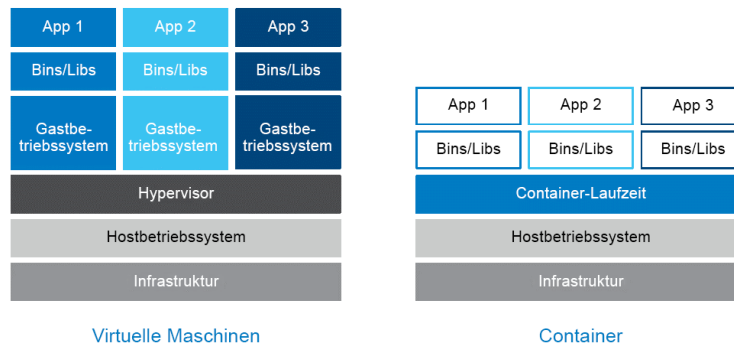 App 1
App 2
App 3
Bins/Libs
Bins/Libs
Bins/Libs
Gastbe-
triebssystem
Gastbe-
triebssystem
Gastbe-
triebssystem
Hypervisor
Hostbetriebssystem
Infrastruktur
Virtuelle Maschinen
App 1
App 2
App 3
Bins/Libs
Bins/Libs
Bins/Libs
Container-Laufzeit
Hostbetriebssystem
Infrastruktur
Container